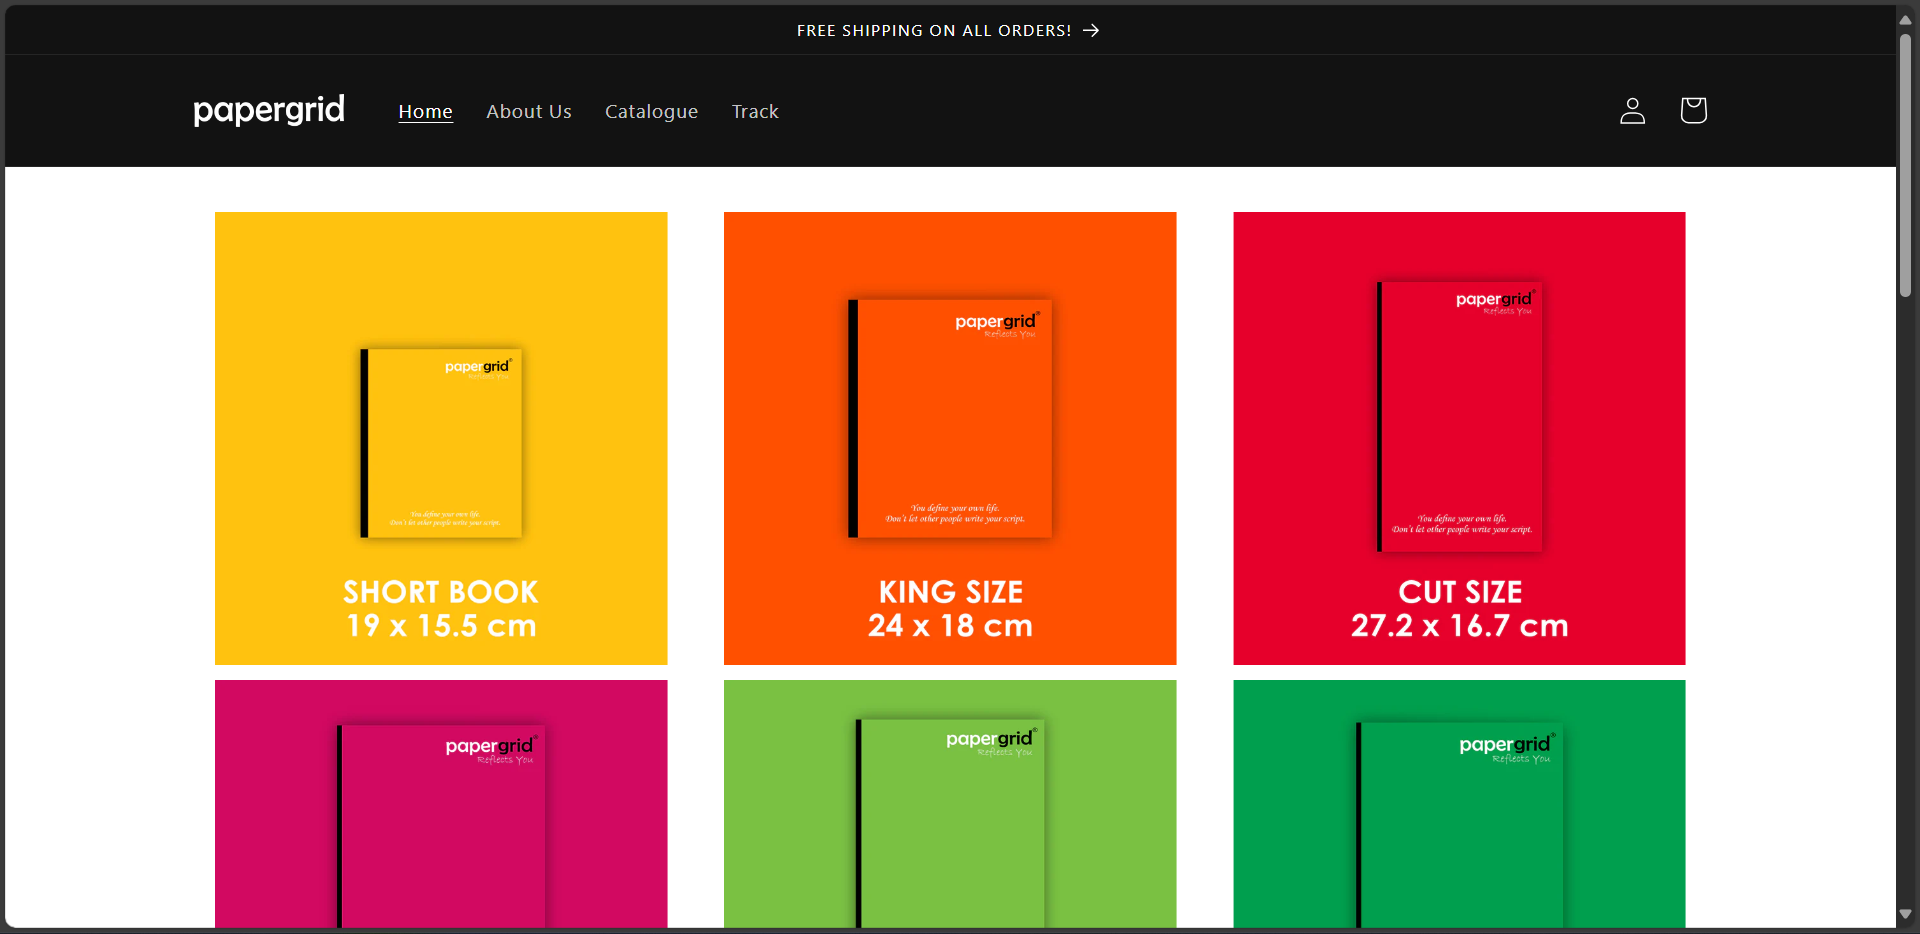 FREE SHIPPING ON ALL ORDERS!
papergrid
Home
About Us
Catalogue
Track
papergrid®
Reflects You
You define your own life.
Don't let other people write your script.
SHORT BOOK
19 x 15.5 cm
papergrid®
Reflects You
You define your own life.
Don't let other people write your script.
KING SIZE
24 x 18 cm
papergrid®
Reflects You
You define your own life.
Don't let other people write your script.
CUT SIZE
27.2 x 16.7 cm
papergrid®
Reflects You
papergrid®
Reflects You
papergrid®
Reflects You